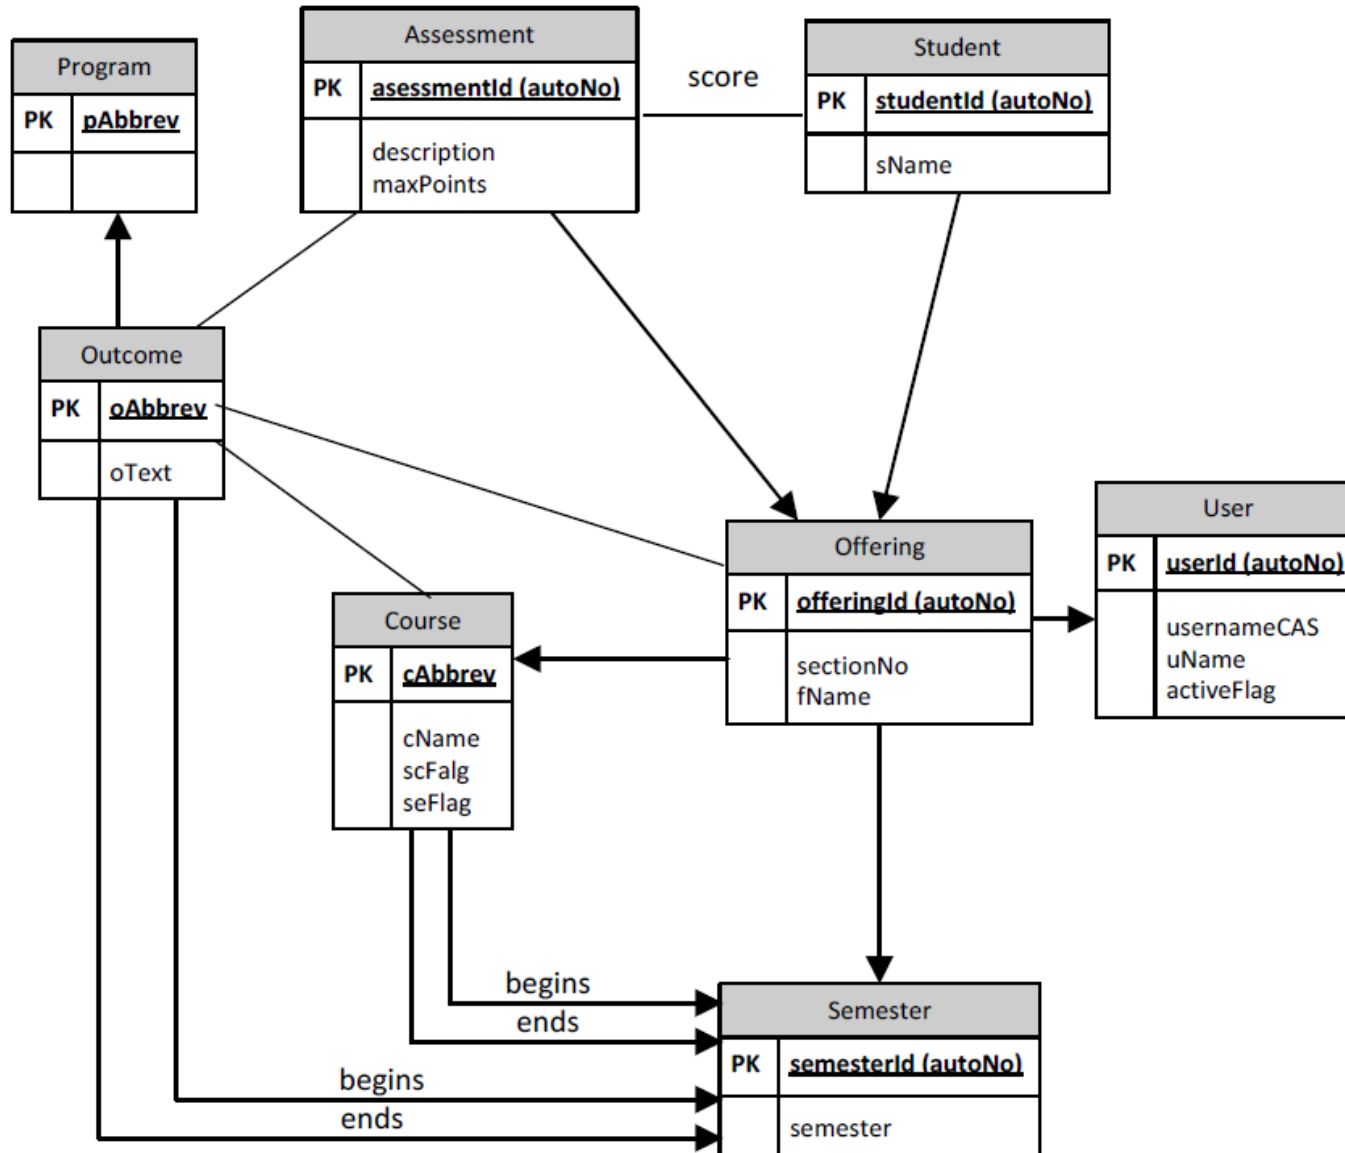 Program
PK pAbbrev
Assessment
PK asessmentId (autoNo)
description
maxPoints
score
Student
PK studentId (autoNo)
sName
Outcome
PK oAbbrev
oText
Course
PK cAbbrev
cName
scFalg
seFlag
Offering
PK offeringId (autoNo)
sectionNo
fName
User
PK userId (autoNo)
usernameCAS
uName
activeFlag
begins
ends
begins
ends
Semester
PK semesterId (autoNo)
semester